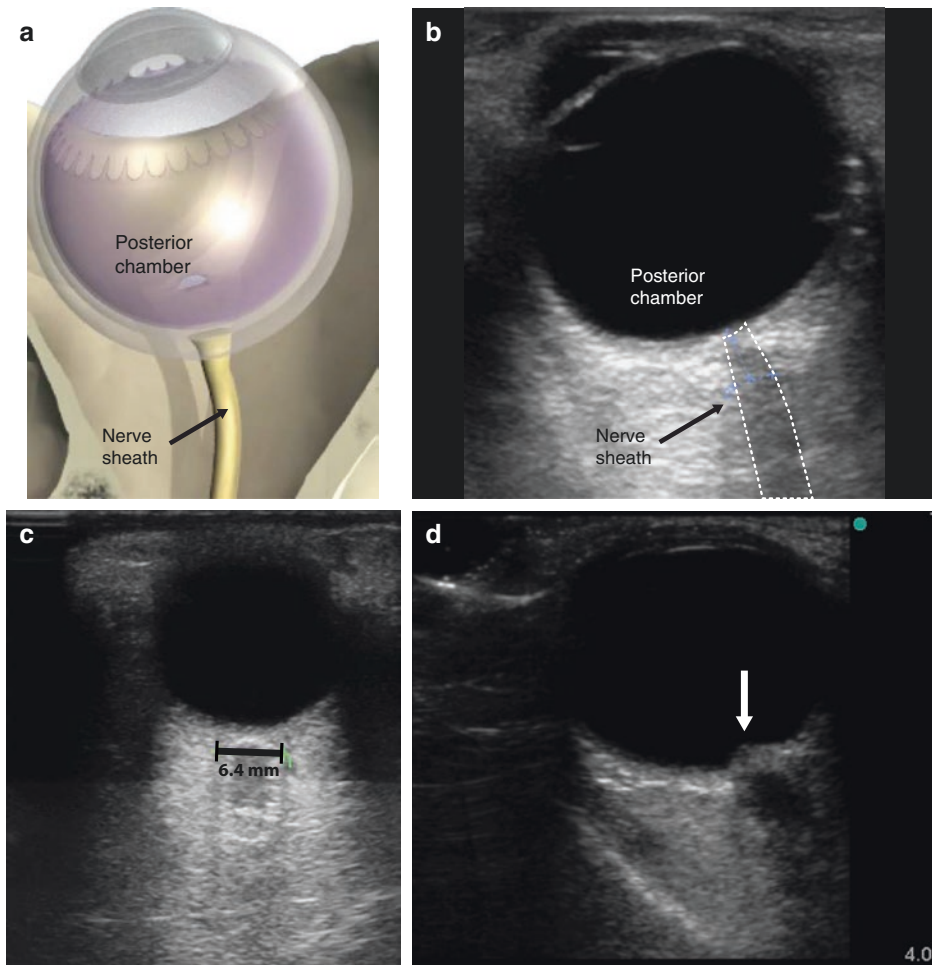 a
Posterior
chamber
Nerve
sheath
b
Posterior
chamber
Nerve
sheath
c
6.4 mm
d
4.0